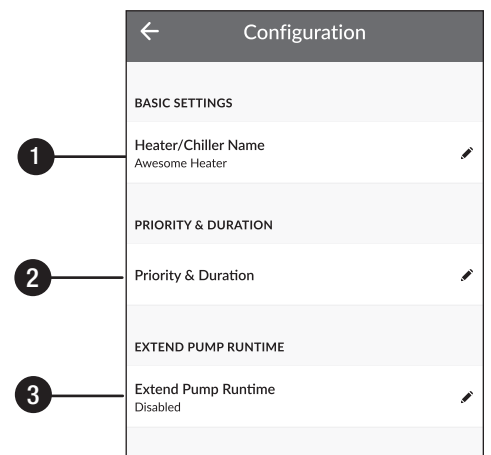 Configuration
BASIC SETTINGS
1
Heater/Chiller Name
Awesome Heater
PRIORITY & DURATION
2
Priority & Duration
EXTEND PUMP RUNTIME
3
Extend Pump Runtime
Disabled